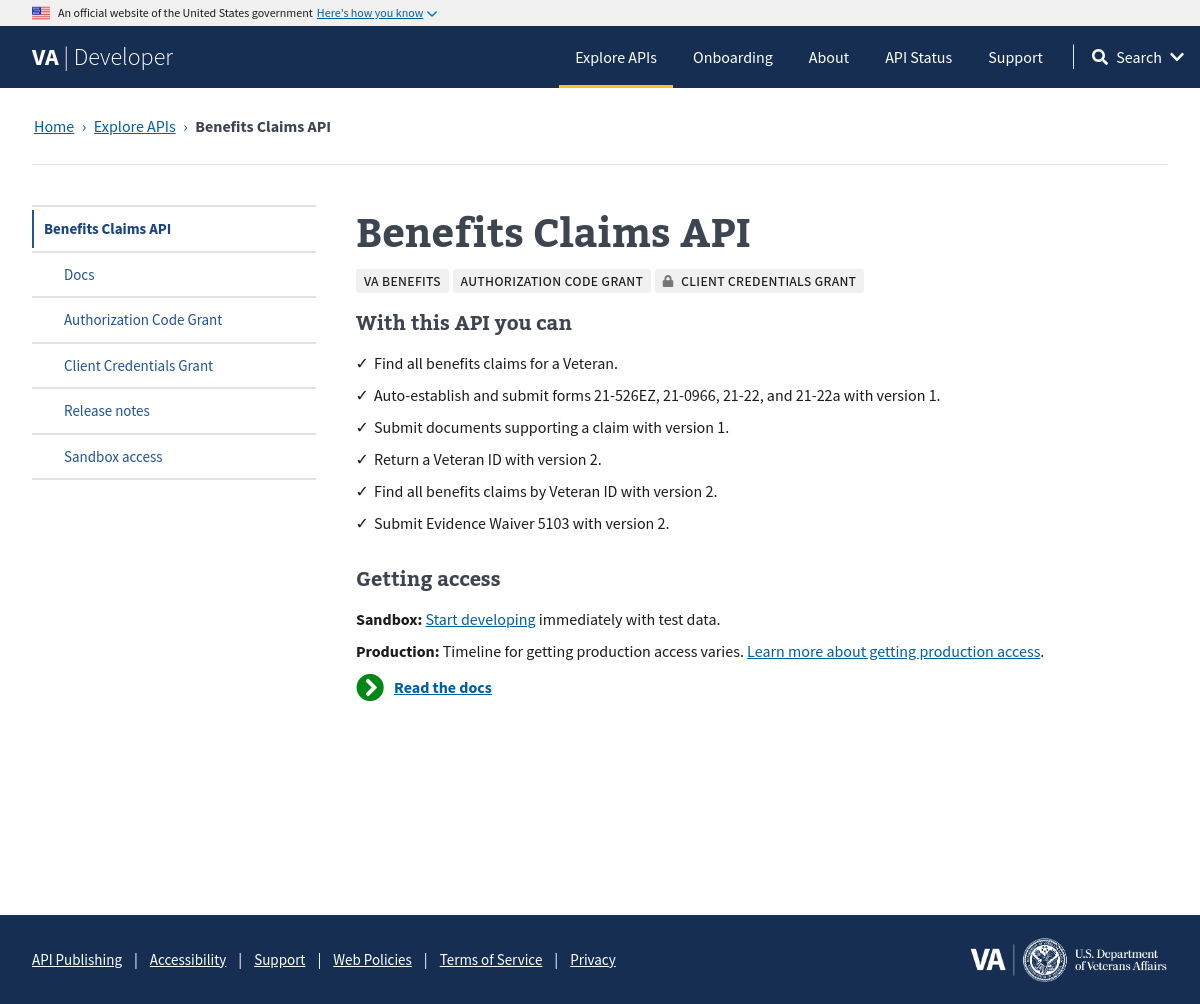 An official website of the United States government Here's how you know
VA | Developer
Explore APIs
Onboarding
About
API Status
Support
Search
Home › Explore APIs › Benefits Claims API
Benefits Claims API
Docs
Authorization Code Grant
Client Credentials Grant
Release notes
Sandbox access
Benefits Claims API
VA BENEFITS
AUTHORIZATION CODE GRANT
CLIENT CREDENTIALS GRANT
With this API you can
✓ Find all benefits claims for a Veteran.
✓ Auto-establish and submit forms 21-526EZ, 21-0966, 21-22, and 21-22a with version 1.
✓ Submit documents supporting a claim with version 1.
✓ Return a Veteran ID with version 2.
✓ Find all benefits claims by Veteran ID with version 2.
✓ Submit Evidence Waiver 5103 with version 2.
Getting access
Sandbox: Start developing immediately with test data.
Production: Timeline for getting production access varies. Learn more about getting production access.
Read the docs
API Publishing | Accessibility | Support | Web Policies | Terms of Service | Privacy
VA
U.S. Department
of Veterans Affairs